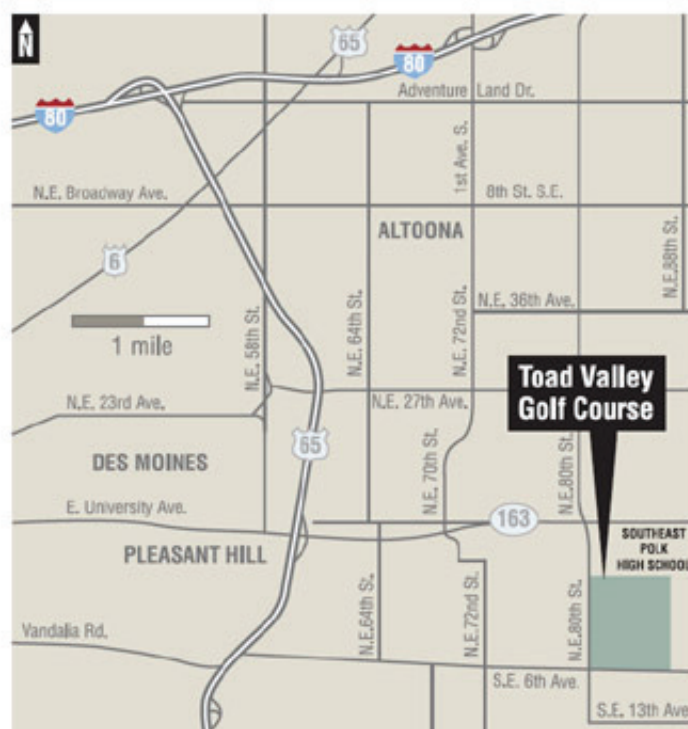 N
65
80
80
Adventure Land Dr.
1st Ave. S.
N.E. Broadway Ave.
8th St. S.E.
ALTOONA
N.E. 88th St.
6
N.E. 36th Ave.
1 mile
N.E. 58th St.
N.E. 64th St.
N.E. 72nd St.
Toad Valley
Golf Course
N.E. 23rd Ave.
N.E. 27th Ave.
65
DES MOINES
N.E. 70th St.
N.E. 80th St.
E. University Ave.
163
SOUTHEAST
POLK
HIGH SCHOOL
PLEASANT HILL
N.E. 64th St.
N.E. 72nd St.
N.E. 80th St.
Vandalia Rd.
S.E. 6th Ave.
S.E. 13th Ave.